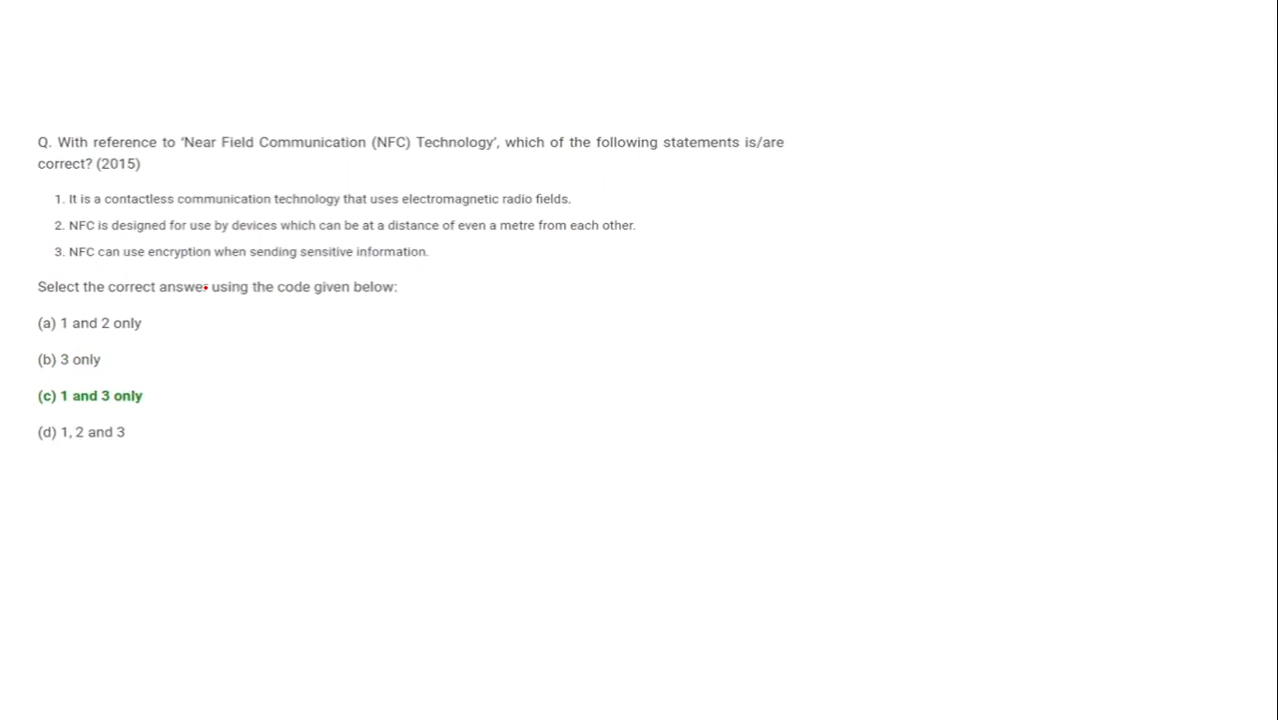 Q. With reference to 'Near Field Communication (NFC) Technology', which of the following statements is/are
correct? (2015)
1. It is a contactless communication technology that uses electromagnetic radio fields.
2. NFC is designed for use by devices which can be at a distance of even a metre from each other.
3. NFC can use encryption when sending sensitive information.
Select the correct answer using the code given below:
(a) 1 and 2 only
(b) 3 only
(c) 1 and 3 only
(d) 1, 2 and 3